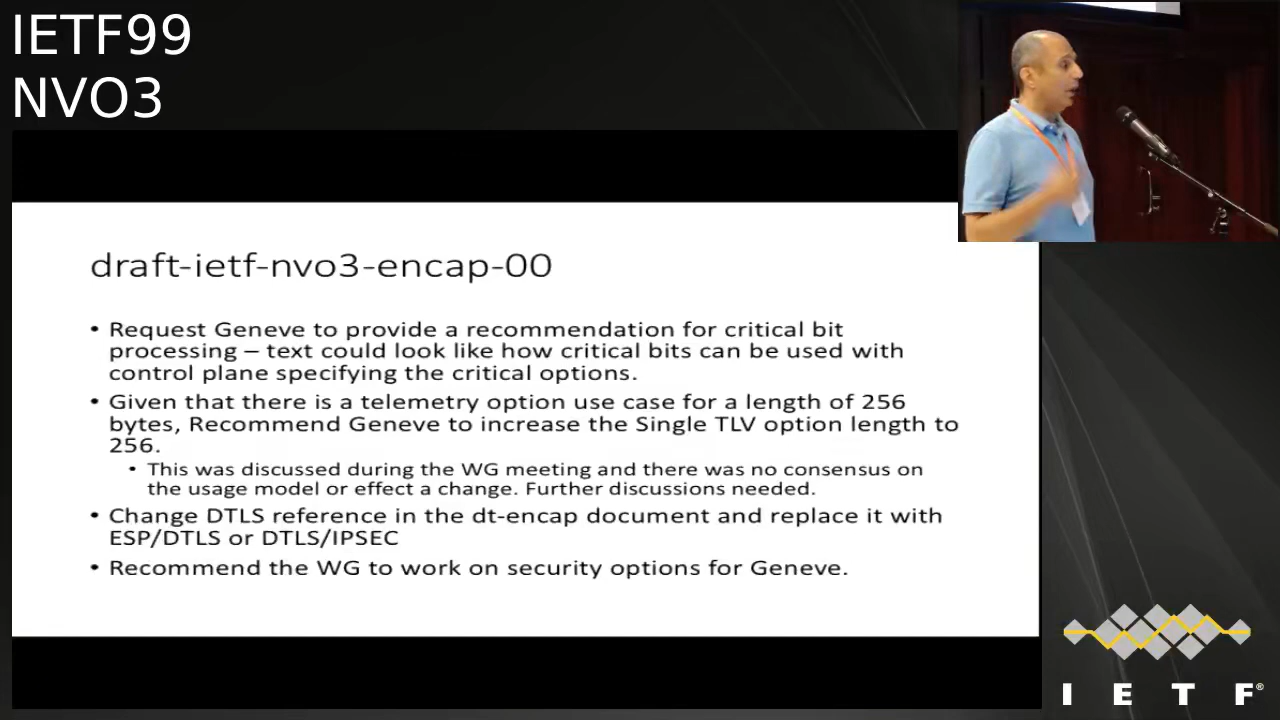 IETF99
NVO3
draft-ietf-nvo3-encap-00
• Request Geneve to provide a recommendation for critical bit
processing – text could look like how critical bits can be used with
control plane specifying the critical options.
• Given that there is a telemetry option use case for a length of 256
bytes, Recommend Geneve to increase the Single TLV option length to
256.
• This was discussed during the WG meeting and there was no consensus on
the usage model or effect a change. Further discussions needed.
• Change DTLS reference in the dt-encap document and replace it with
ESP/DTLS or DTLS/IPSEC
• Recommend the WG to work on security options for Geneve.
I E T F®